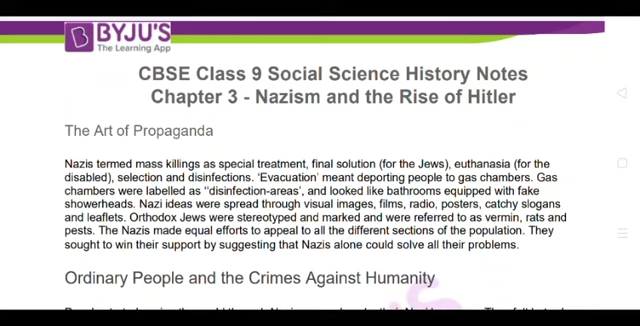 BYJU'S
The Learning App
CBSE Class 9 Social Science History Notes
Chapter 3 - Nazism and the Rise of Hitler
The Art of Propaganda
Nazis termed mass killings as special treatment, final solution (for the Jews), euthanasia (for the
disabled), selection and disinfections. ‘Evacuation’ meant deporting people to gas chambers. Gas
chambers were labelled as “disinfection-areas’, and looked like bathrooms equipped with fake
showerheads. Nazi ideas were spread through visual images, films, radio, posters, catchy slogans
and leaflets. Orthodox Jews were stereotyped and marked and were referred to as vermin, rats and
pests. The Nazis made equal efforts to appeal to all the different sections of the population. They
sought to win their support by suggesting that Nazis alone could solve all their problems.
Ordinary People and the Crimes Against Humanity